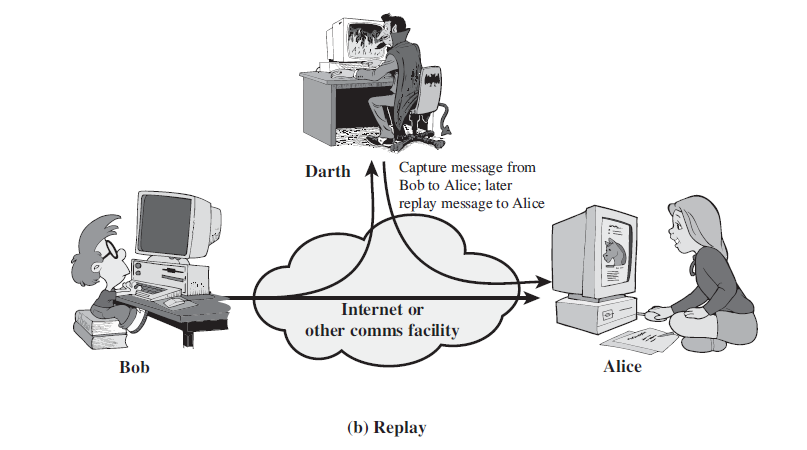 Darth
Capture message from
Bob to Alice; later
replay message to Alice
Internet or
other comms facility
Bob
Alice
(b) Replay